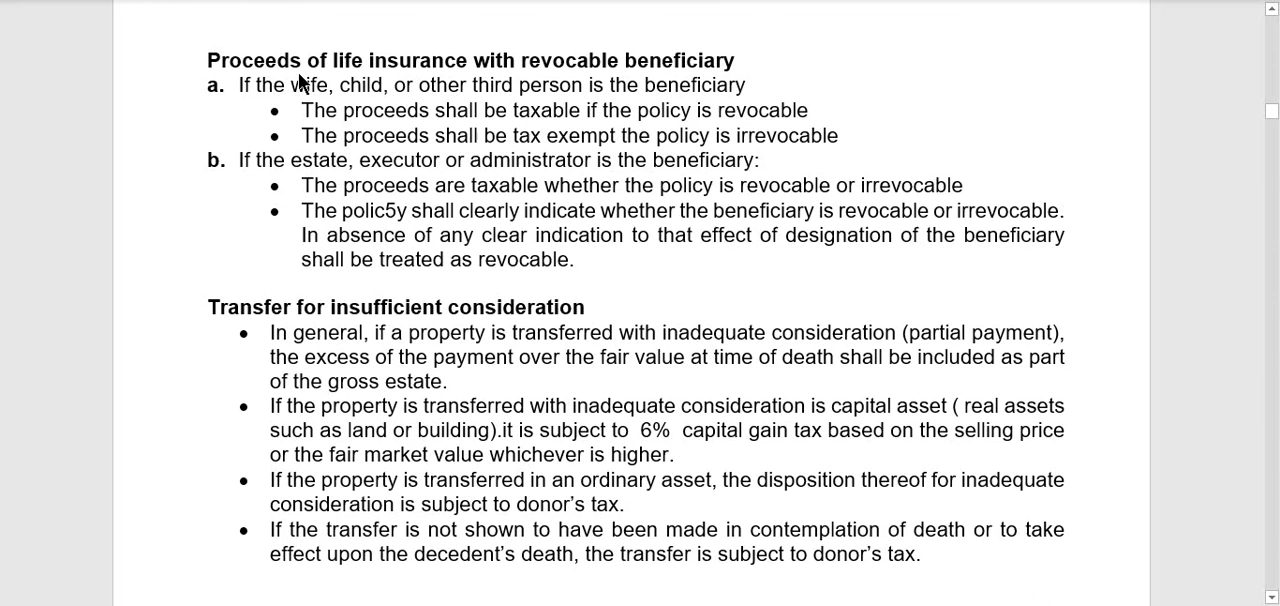 Proceeds of life insurance with revocable beneficiary
a. If the wife, child, or other third person is the beneficiary
• The proceeds shall be taxable if the policy is revocable
• The proceeds shall be tax exempt the policy is irrevocable
b. If the estate, executor or administrator is the beneficiary:
• The proceeds are taxable whether the policy is revocable or irrevocable
• The polic5y shall clearly indicate whether the beneficiary is revocable or irrevocable.
In absence of any clear indication to that effect of designation of the beneficiary
shall be treated as revocable.
Transfer for insufficient consideration
• In general, if a property is transferred with inadequate consideration (partial payment),
the excess of the payment over the fair value at time of death shall be included as part
of the gross estate.
• If the property is transferred with inadequate consideration is capital asset ( real assets
such as land or building).it is subject to 6% capital gain tax based on the selling price
or the fair market value whichever is higher.
• If the property is transferred in an ordinary asset, the disposition thereof for inadequate
consideration is subject to donor’s tax.
• If the transfer is not shown to have been made in contemplation of death or to take
effect upon the decedent’s death, the transfer is subject to donor’s tax.